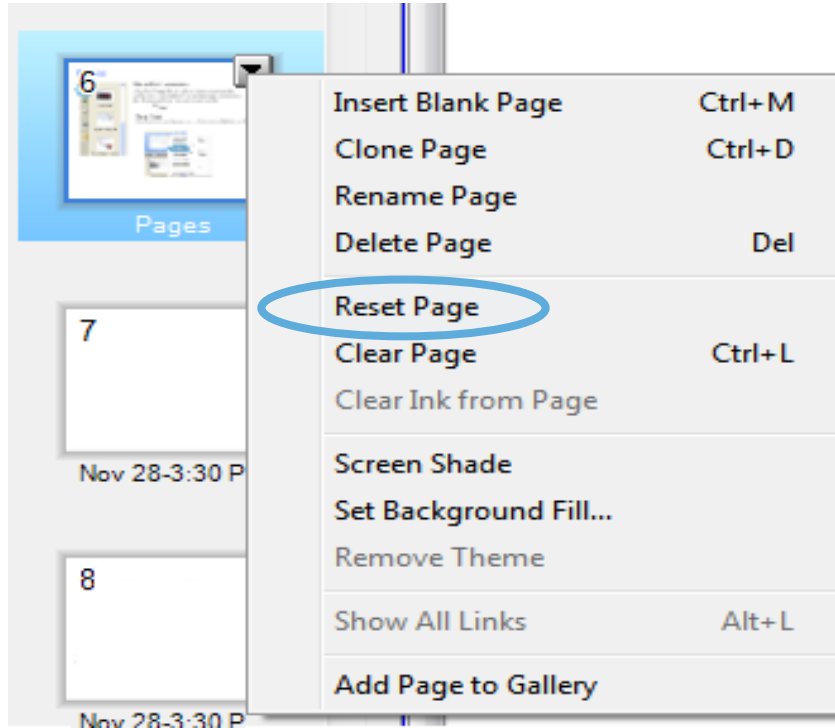 6
Pages
7
Nov 28-3:30 P
8
Nov 28-3:30 P
Insert Blank Page Ctrl+M
Clone Page Ctrl+D
Rename Page
Delete Page Del
Reset Page
Clear Page Ctrl+L
Clear Ink from Page
Screen Shade
Set Background Fill...
Remove Theme
Show All Links Alt+L
Add Page to Gallery